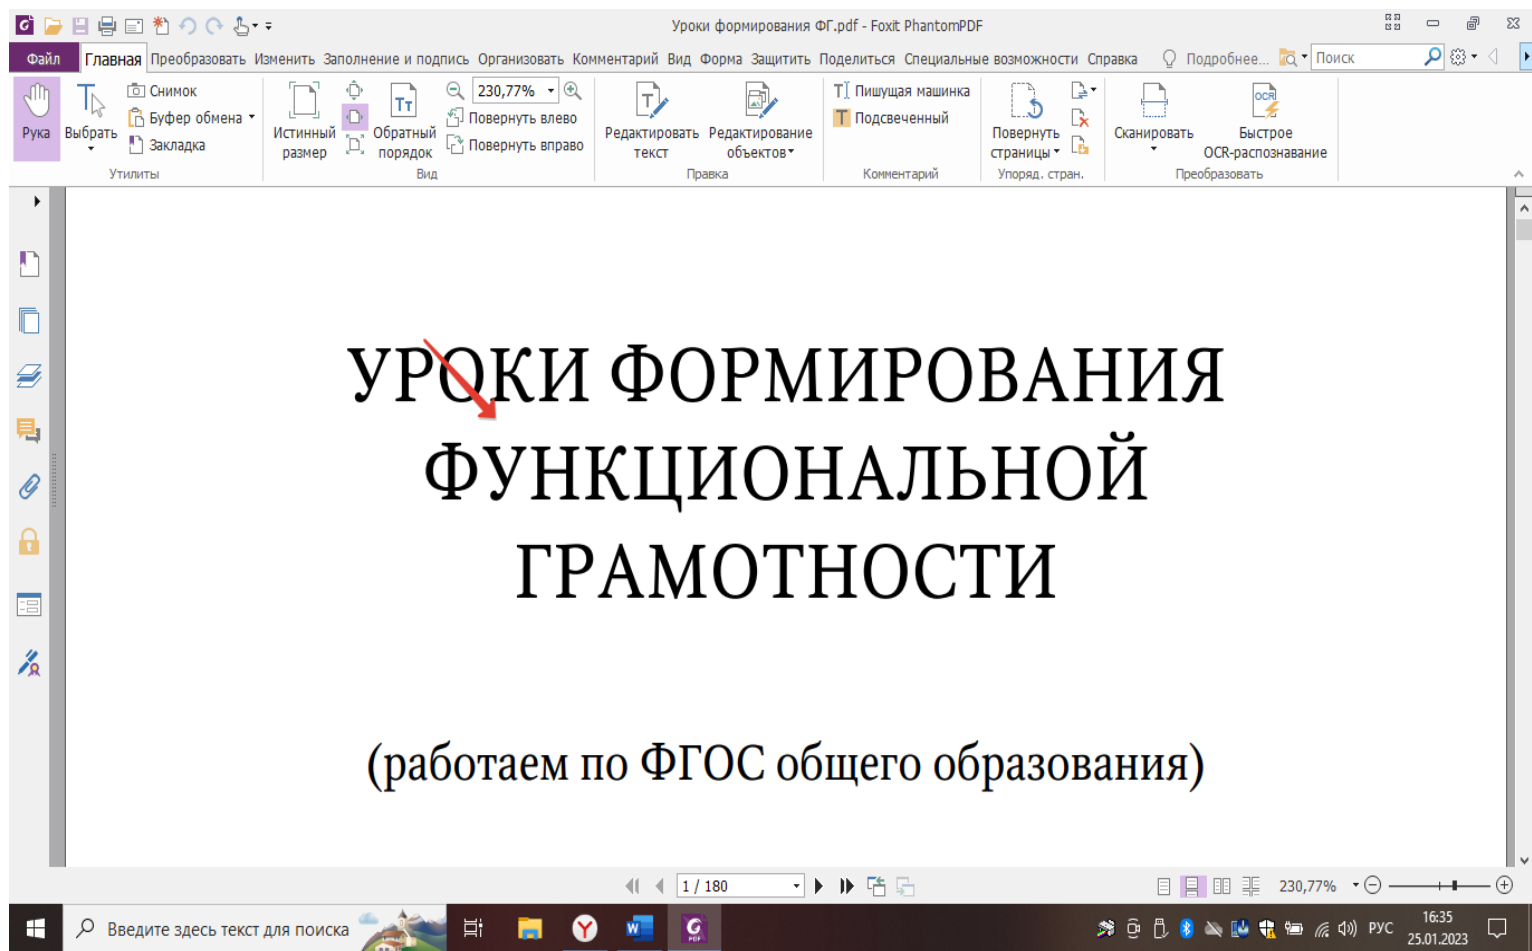 Уроки формирования ФГ.pdf - Foxit PhantomPDF
Файл Главная Преобразовать Изменить Заполнение и подпись Организовать Комментарий Вид Форма Защитить Поделиться Специальные возможности Справка Подробнее... Поиск
Рука
Выбрать
Снимок
Буфер обмена
Закладка
Утилиты
Истинный
размер
Обратный
порядок
230,77%
Повернуть влево
Повернуть вправо
Вид
Редактировать
текст
Редактирование
объектов
Правка
Пишущая машинка
Подсвеченный
Комментарий
Повернуть
страницы
Упоряд. стран.
Сканировать
OCR
Быстрое
OCR-распознавание
Преобразовать
УРОКИ ФОРМИРОВАНИЯ
ФУНКЦИОНАЛЬНОЙ
ГРАМОТНОСТИ
(работаем по ФГОС общего образования)
1 / 180
230,77%
Введите здесь текст для поиска
РУС
16:35
25.01.2023